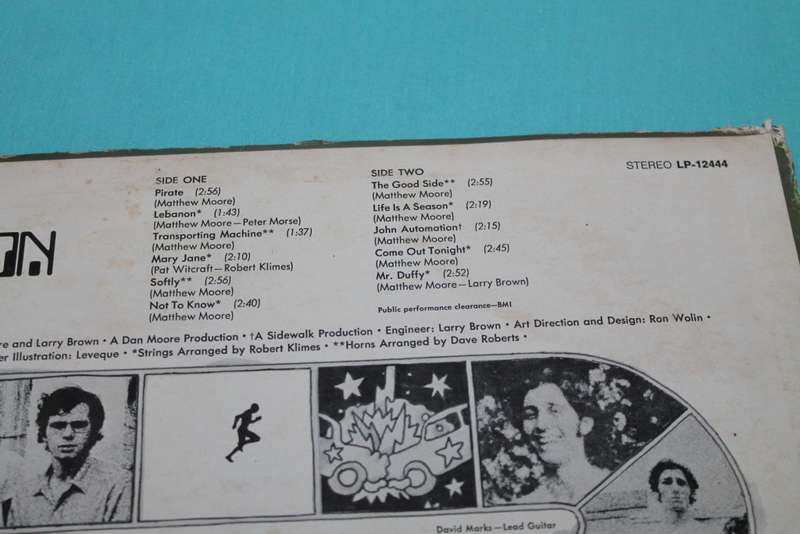 SIDE ONE
Pirate (2:56)
(Matthew Moore)
Lebanon* (1:43)
(Matthew Moore—Peter Morse)
Transporting Machine** (1:37)
(Matthew Moore)
Mary Jane* (2:10)
(Pat Witcraft—Robert Klimes)
Softly** (2:56)
(Matthew Moore)
Not To Know* (2:40)
(Matthew Moore)
SIDE TWO
The Good Side** (2:55)
(Matthew Moore)
Life Is A Season* (2:19)
(Matthew Moore)
John Automation† (2:15)
(Matthew Moore)
Come Out Tonight* (2:45)
(Matthew Moore)
Mr. Duffy* (2:52)
(Matthew Moore—Larry Brown)
Public performance clearance—BMI
STEREO LP-12444
re and Larry Brown • A Dan Moore Production • †A Sidewalk Production • Engineer: Larry Brown • Art Direction and Design: Ron Wolin •
er Illustration: Leveque • *Strings Arranged by Robert Klimes • **Horns Arranged by Dave Roberts •
David Marks—Lead Guitar